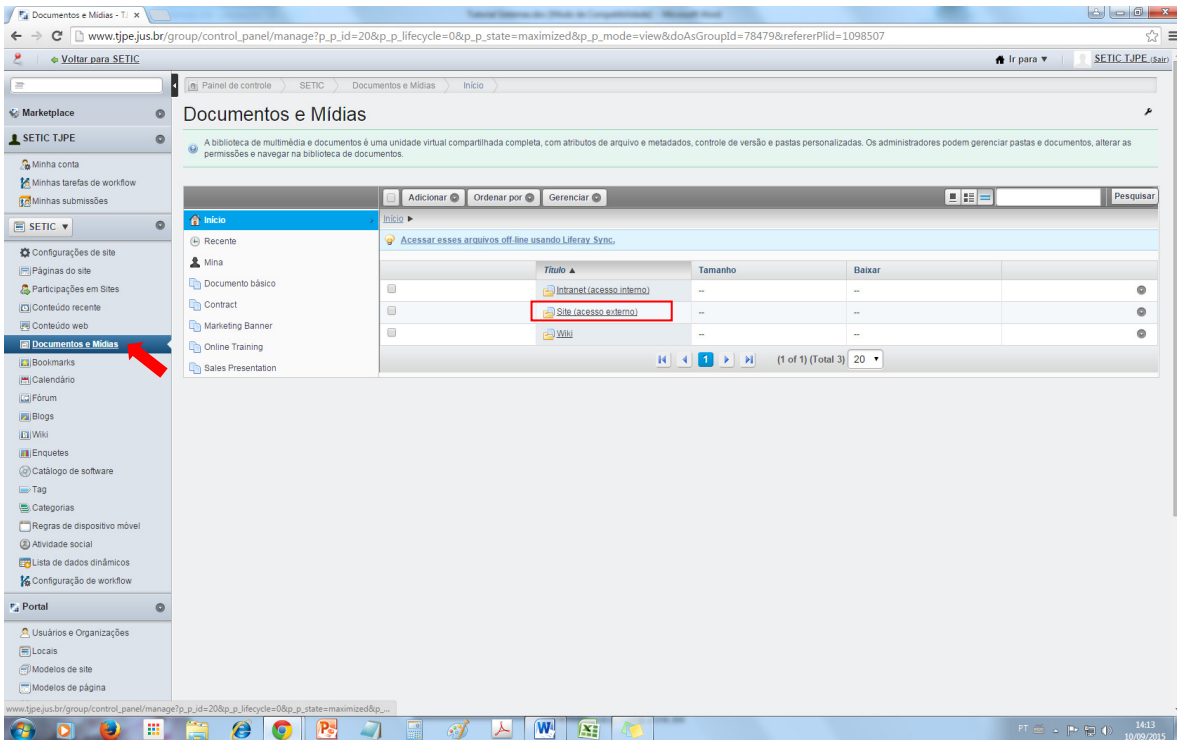 Documentos e Mídias - TJ
www.tjpe.jus.br/group/control_panel/manage?p_p_id=20&p_p_lifecycle=0&p_p_state=maximized&p_p_mode=view&doAsGroupId=78479&refererPlid=1098507
Voltar para SETIC
Ir para ▼
SETIC TJPE (Sair)
Painel de controle
SETIC
Documentos e Mídias
Início
Marketplace
SETIC TJPE
Minha conta
Minhas tarefas de workflow
Minhas submissões
SETIC ▼
Configurações de site
Páginas do site
Participações em Sites
Conteúdo recente
Conteúdo web
Documentos e Mídias
Bookmarks
Calendário
Fórum
Blogs
Wiki
Enquetes
Catálogo de software
Tag
Categorias
Regras de dispositivo móvel
Atividade social
Lista de dados dinâmicos
Configuração de workflow
Portal
Usuários e Organizações
Locais
Modelos de site
Modelos de página
Documentos e Mídias
A biblioteca de multimédia e documentos é uma unidade virtual compartilhada completa, com atributos de arquivo e metadados, controle de versão e pastas personalizadas. Os administradores podem gerenciar pastas e documentos, alterar as
permissões e navegar na biblioteca de documentos.
Adicionar
Ordenar por
Gerenciar
Pesquisar
Início
Recente
Mina
Documento básico
Contract
Marketing Banner
Online Training
Sales Presentation
Início ►
Acessar esses arquivos off-line usando Liferay Sync.
Título ▲ Tamanho Baixar
Intranet (acesso interno) -- --
Site (acesso externo) -- --
Wiki -- --
1 (1 of 1) (Total 3) 20
www.tjpe.jus.br/group/control_panel/manage?p_p_id=20&p_p_lifecycle=0&p_p_state=maximized&p_...
PT
14:13
10/09/2015